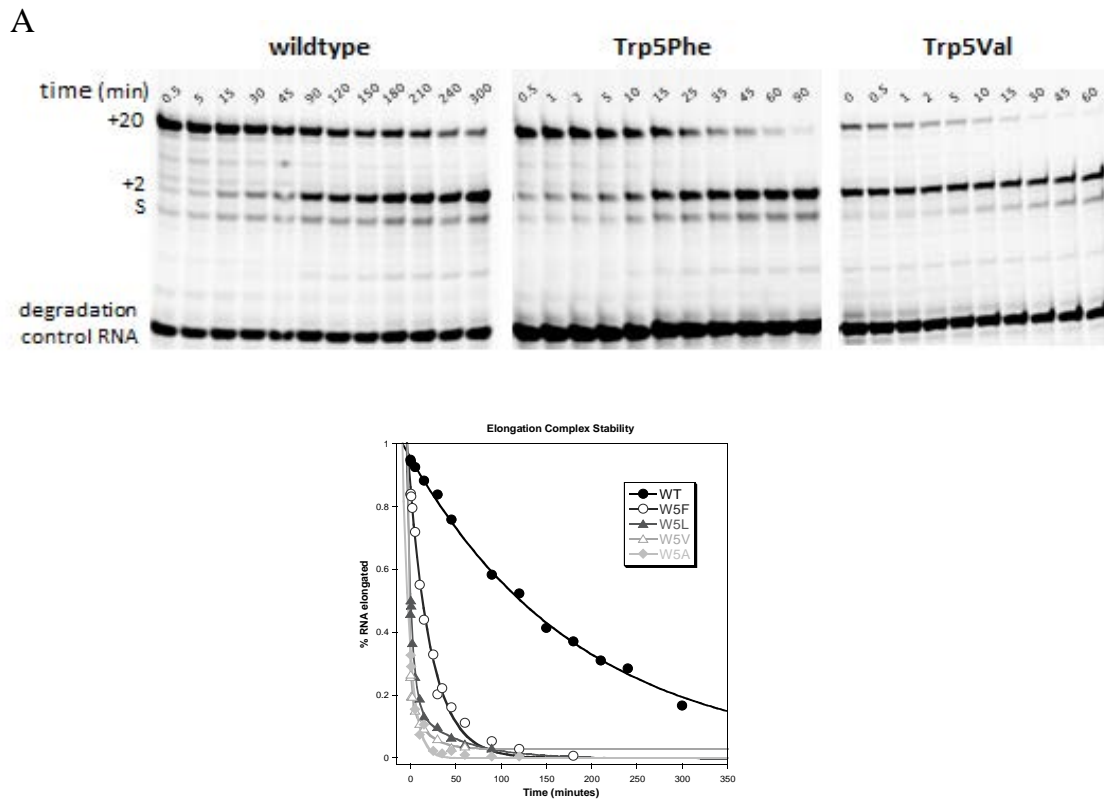 A
wildtype Trp5Phe Trp5Val
time (min) 0.5 5 15 30 45 90 120 150 180 210 240 300 0.5 1 2 5 10 15 25 35 45 60 90 0 0.5 1 2 5 10 15 30 45 60
+20
+2
S
degradation
control RNA
Elongation Complex Stability
% RNA elongated
1
0.8
0.6
0.4
0.2
0
WT
W5F
W5L
W5V
W5A
0 50 100 150 200 250 300 350
Time (minutes)